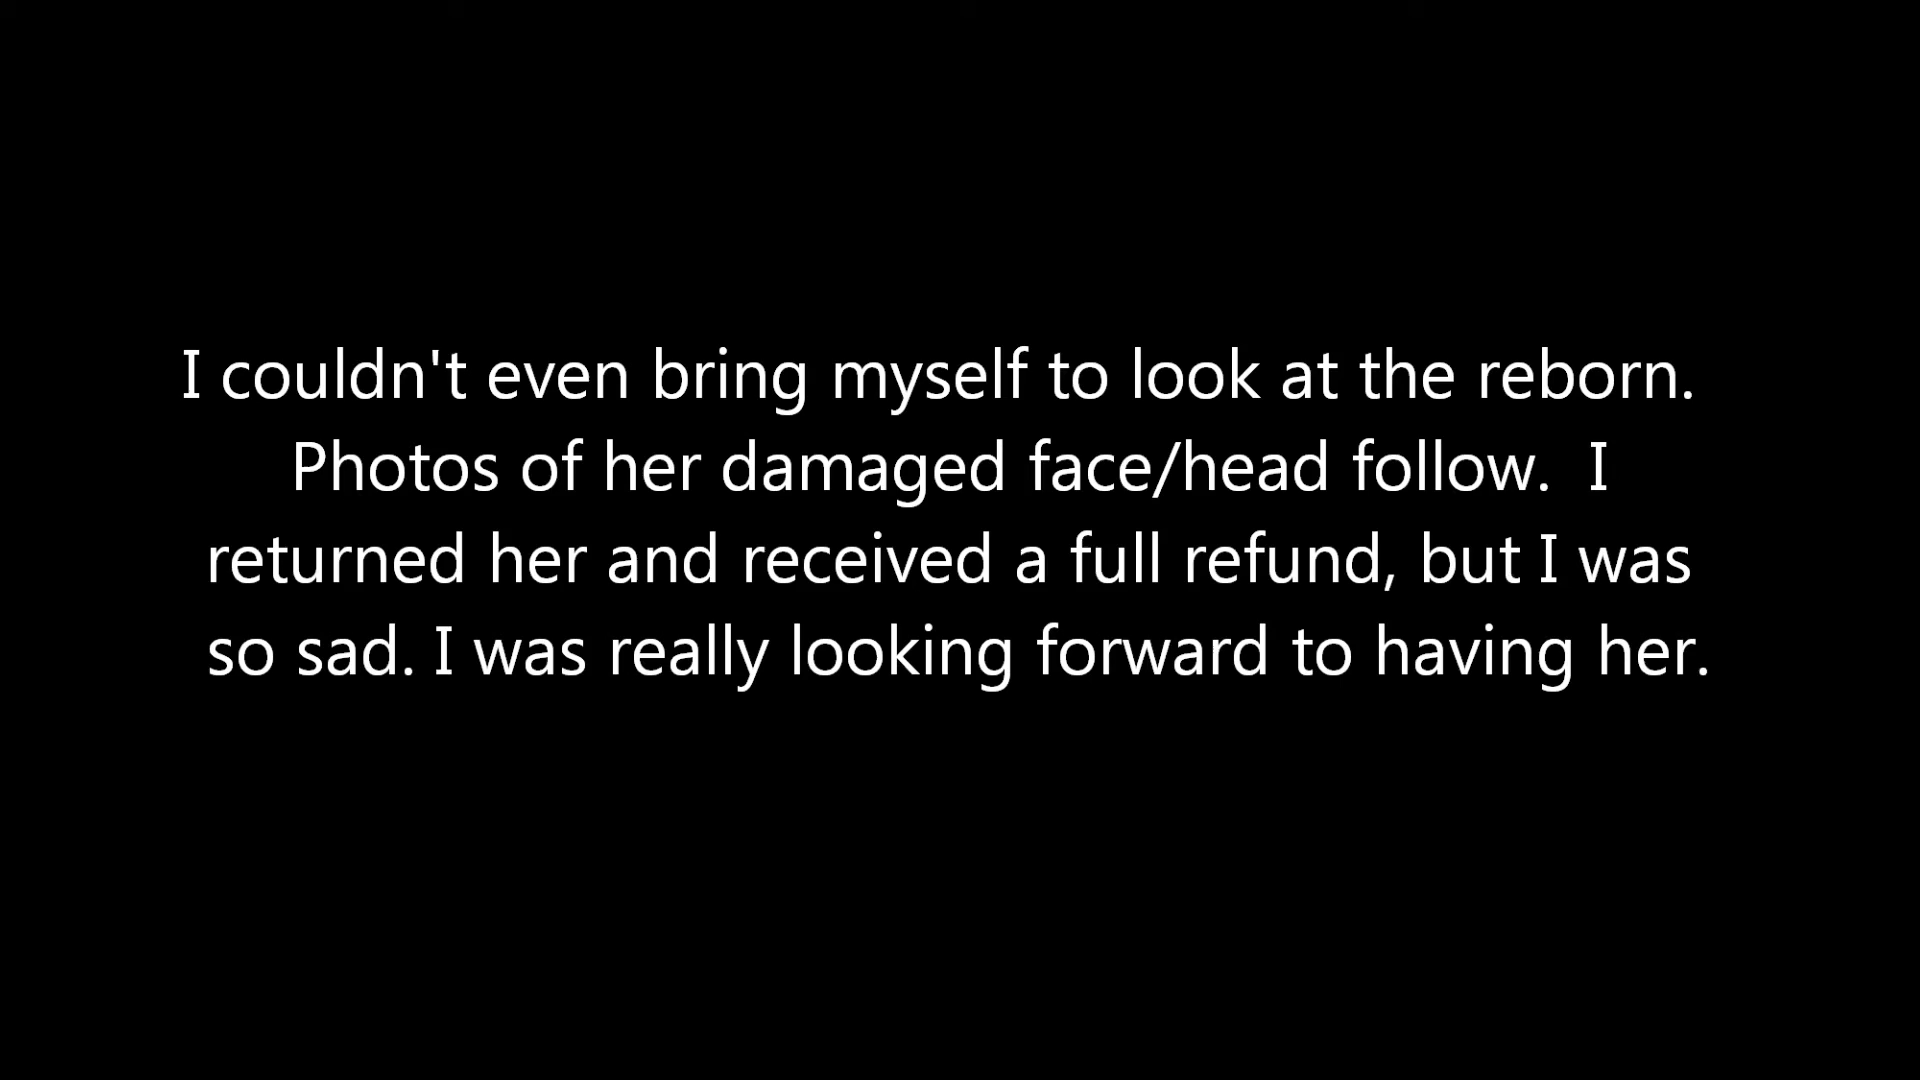 I couldn't even bring myself to look at the reborn.
Photos of her damaged face/head follow.  I
returned her and received a full refund, but I was
so sad. I was really looking forward to having her.